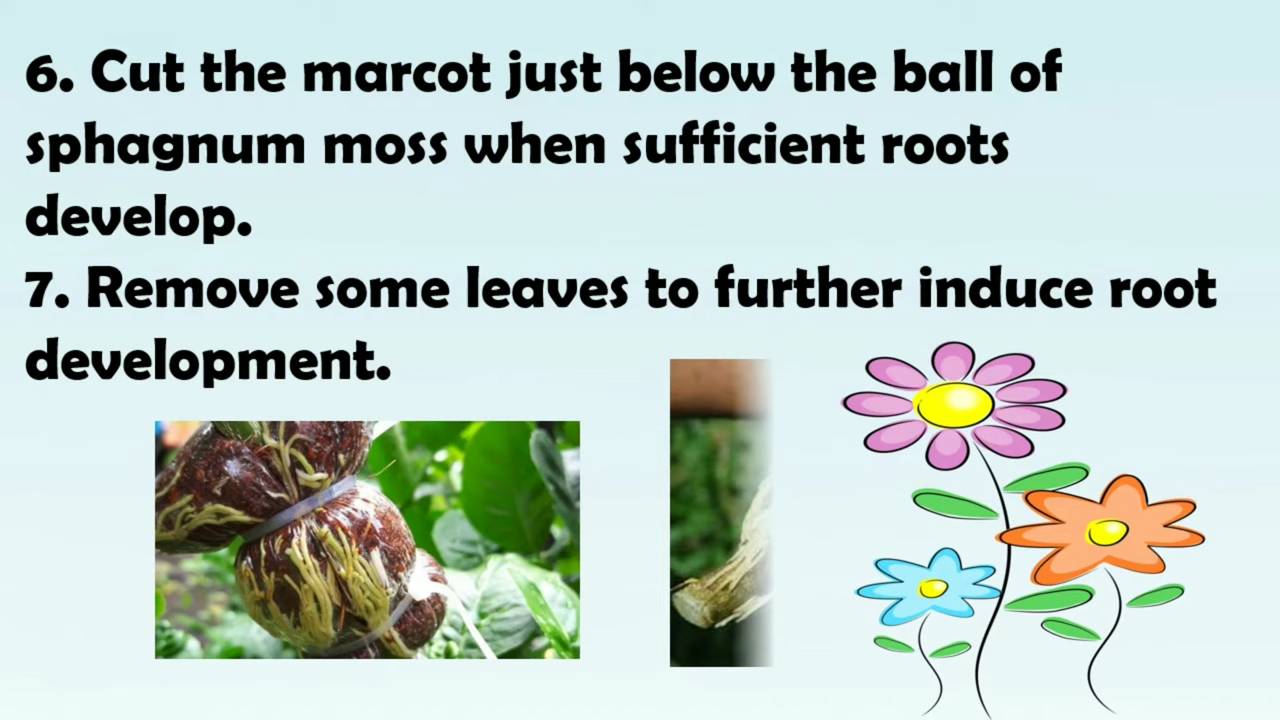 6. Cut the marcot just below the ball of
sphagnum moss when sufficient roots
develop.
7. Remove some leaves to further induce root
development.